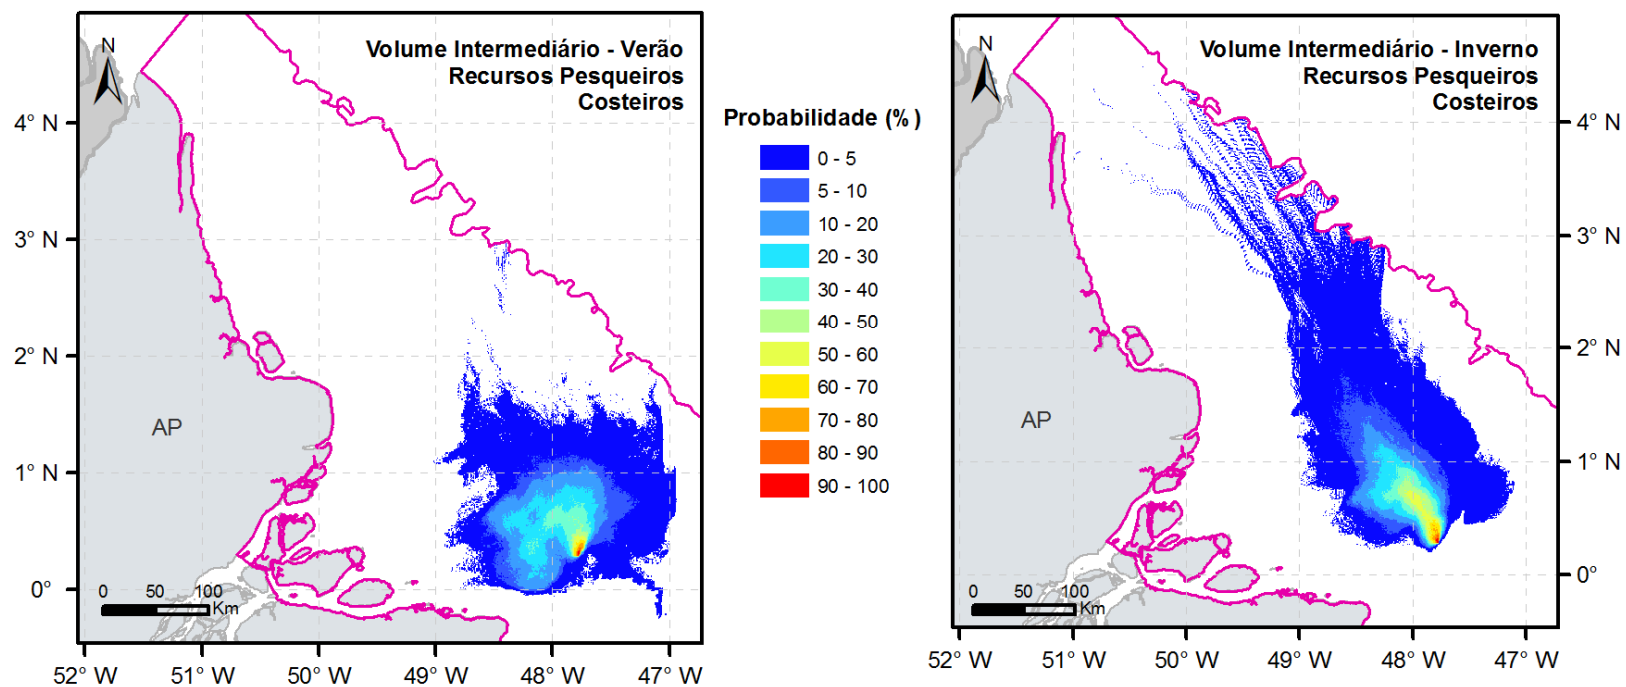 Volume Intermediário - Verão
Recursos Pesqueiros
Costeiros
N
4° N
3° N
2° N
1° N
0°
AP
0 50 100
Km
52° W 51° W 50° W 49° W 48° W 47° W
Probabilidade (%)
0 - 5
5 - 10
10 - 20
20 - 30
30 - 40
40 - 50
50 - 60
60 - 70
70 - 80
80 - 90
90 - 100
Volume Intermediário - Inverno
Recursos Pesqueiros
Costeiros
N
4° N
3° N
2° N
1° N
0°
AP
0 50 100
Km
52° W 51° W 50° W 49° W 48° W 47° W